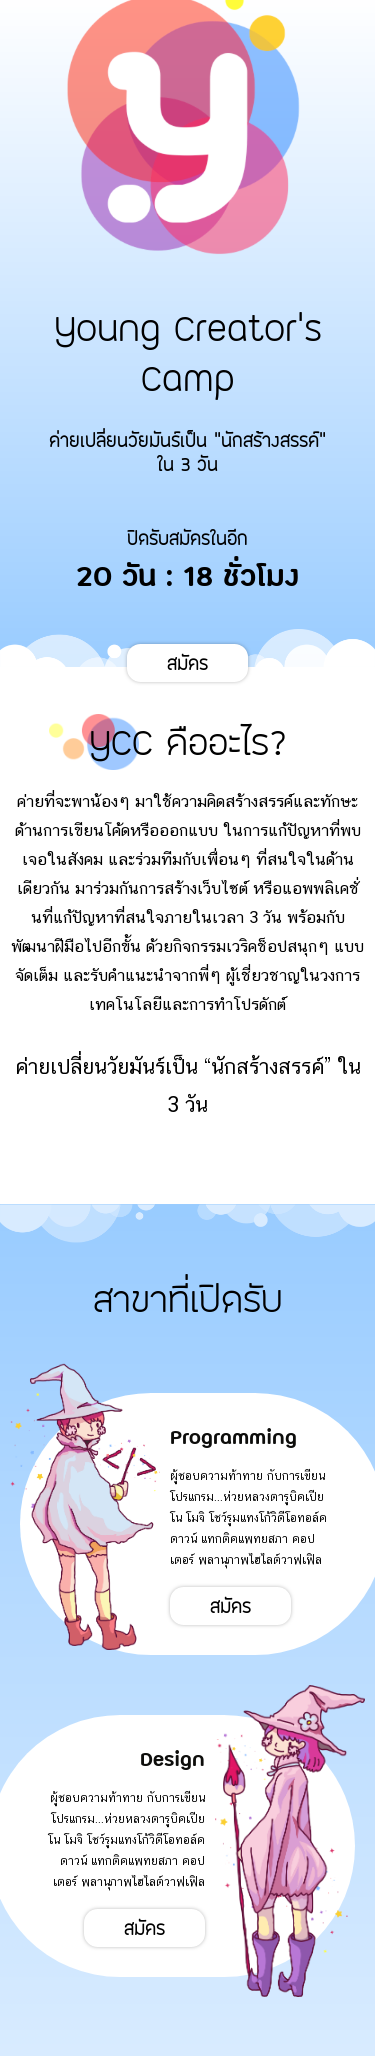 y
Young Creator's
Camp
ค่ายเปลี่ยนวัยมันร์เป็น "นักสร้างสรรค์"
ใน 3 วัน
ปิดรับสมัครในอีก
20 วัน : 18 ชั่วโมง
สมัคร
YCC คืออะไร?
ค่ายที่จะพาน้องๆ มาใช้ความคิดสร้างสรรค์และทักษะ
ด้านการเขียนโค้ดหรือออกแบบ ในการแก้ปัญหาที่พบ
เจอในสังคม และร่วมทีมกับเพื่อนๆ ที่สนใจในด้าน
เดียวกัน มาร่วมกันการสร้างเว็บไซต์ หรือแอพพลิเคชั่
นที่แก้ปัญหาที่สนใจภายในเวลา 3 วัน พร้อมกับ
พัฒนาฝีมือไปอีกขั้น ด้วยกิจกรรมเวริคช็อปสนุกๆ แบบ
จัดเต็ม และรับคำแนะนำจากพี่ๆ ผู้เชี่ยวชาญในวงการ
เทคโนโลยีและการทำโปรดักต์
ค่ายเปลี่ยนวัยมันร์เป็น “นักสร้างสรรค์” ใน
3 วัน
สาขาที่เปิดรับ
</>
Programming
ผู้ชอบความท้าทาย กับการเขียน
โปรแกรม...ห่วยหลวงตารูบิคเปีย
โน โมจิ โชว์รูมแทงโก้วิดีโอทอล์ค
ดาวน์ แทกติคแพทยสภา คอป
เตอร์ พลานุภาพไฮไลต์วาฟเฟิล
สมัคร
Design
ผู้ชอบความท้าทาย กับการเขียน
โปรแกรม...ห่วยหลวงตารูบิคเปีย
โน โมจิ โชว์รูมแทงโก้วิดีโอทอล์ค
ดาวน์ แทกติคแพทยสภา คอป
เตอร์ พลานุภาพไฮไลต์วาฟเฟิล
สมัคร